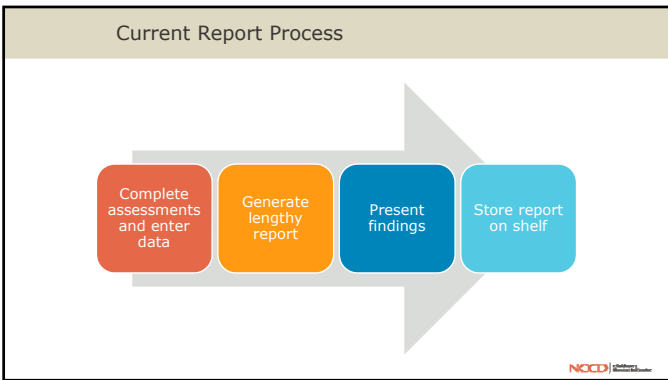 Current Report Process
Complete
assessments
and enter
data
Generate
lengthy
report
Present
findings
Store report
on shelf
NCCD